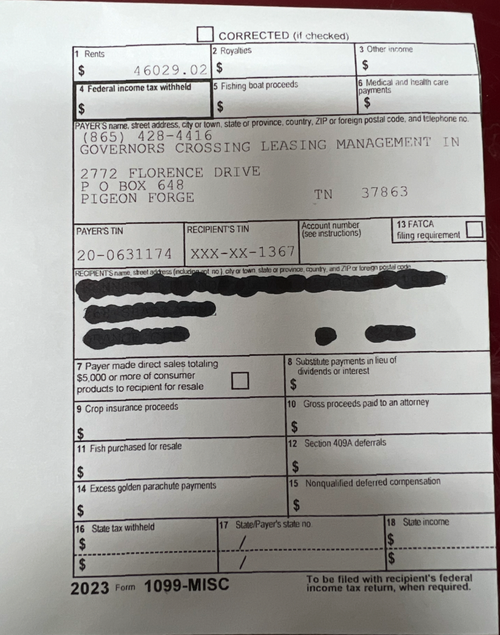 CORRECTED (if checked)
1 Rents
$ 46029.02
2 Royalties
$
3 Other income
$
4 Federal income tax withheld
$
5 Fishing boat proceeds
$
6 Medical and health care
payments
$
PAYER'S name, street address, city or town, state or province, country, ZIP or foreign postal code, and telephone no.
(865) 428-4416
GOVERNORS CROSSING LEASING MANAGEMENT IN
2772 FLORENCE DRIVE
P O BOX 648
PIGEON FORGE TN 37863
PAYER'S TIN
20-0631174
RECIPIENT'S TIN
XXX-XX-1367
Account number
(see instructions)
13 FATCA
filing requirement
RECIPIENT'S name, street address (including apt no.) city or town, state or province, country, and ZIP or foreign postal code
7 Payer made direct sales totaling
$5,000 or more of consumer
products to recipient for resale
8 Substitute payments in lieu of
dividends or interest
$
9 Crop insurance proceeds
$
10 Gross proceeds paid to an attorney
$
11 Fish purchased for resale
$
12 Section 409A deferrals
$
14 Excess golden parachute payments
$
15 Nonqualified deferred compensation
$
16 State tax withheld
$
$
17 State/Payer's state no
/
/
18 State income
$
$
2023 Form 1099-MISC
To be filed with recipient's federal
income tax return, when required.